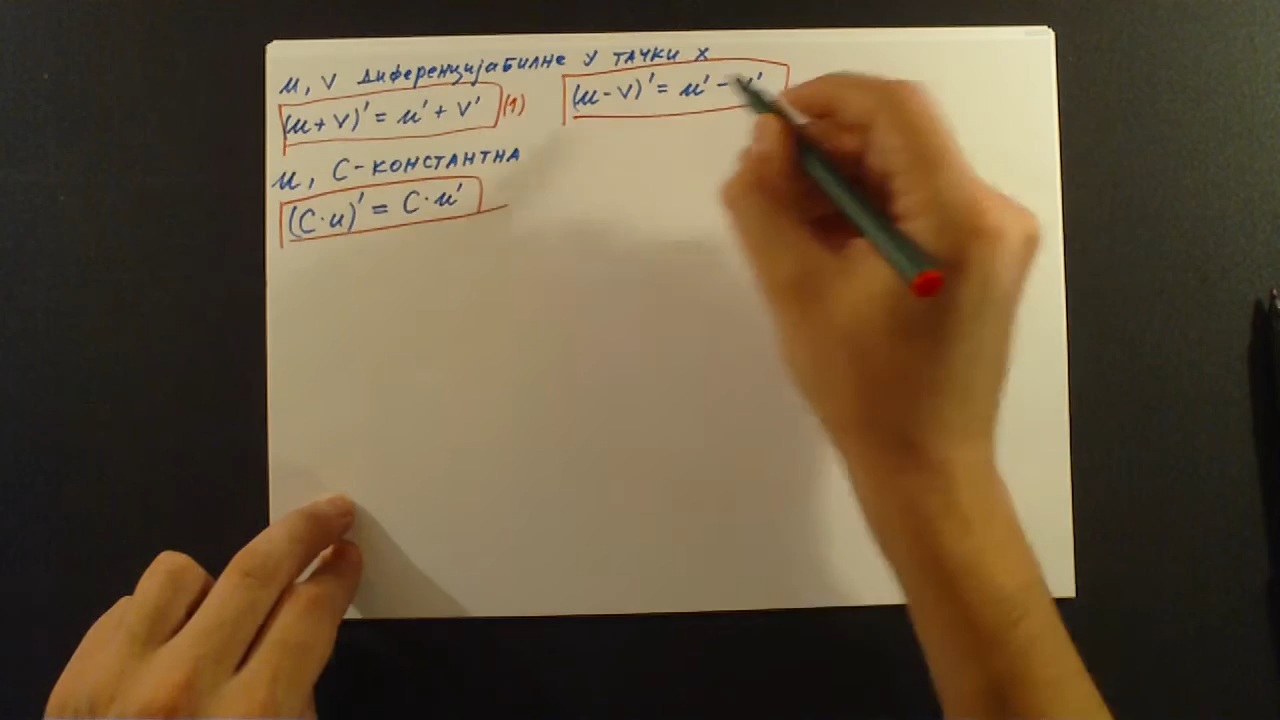 u, v диференцијабилне у тачки x
(u+v)' = u' + v' (1) (u-v)' = u' - v'
u, C - константна
(C·u)' = C·u'